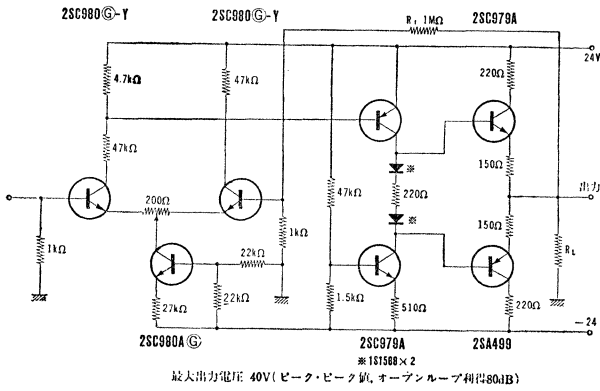 2SC980Ⓖ-Y
2SC980Ⓖ-Y
R₁ 1MΩ
2SC979A
24V
4.7kΩ
47kΩ
220Ω
※
150Ω
47kΩ
出力
200Ω
47kΩ
220Ω
※
1kΩ
150Ω
RL
1kΩ
22kΩ
27kΩ
22kΩ
1.5kΩ
510Ω
220Ω
-24
2SC980AⒼ
2SC979A
2SA499
※1S1588×2
最大出力電圧 40V(ピーク・ピーク値, オープンループ利得80dB)